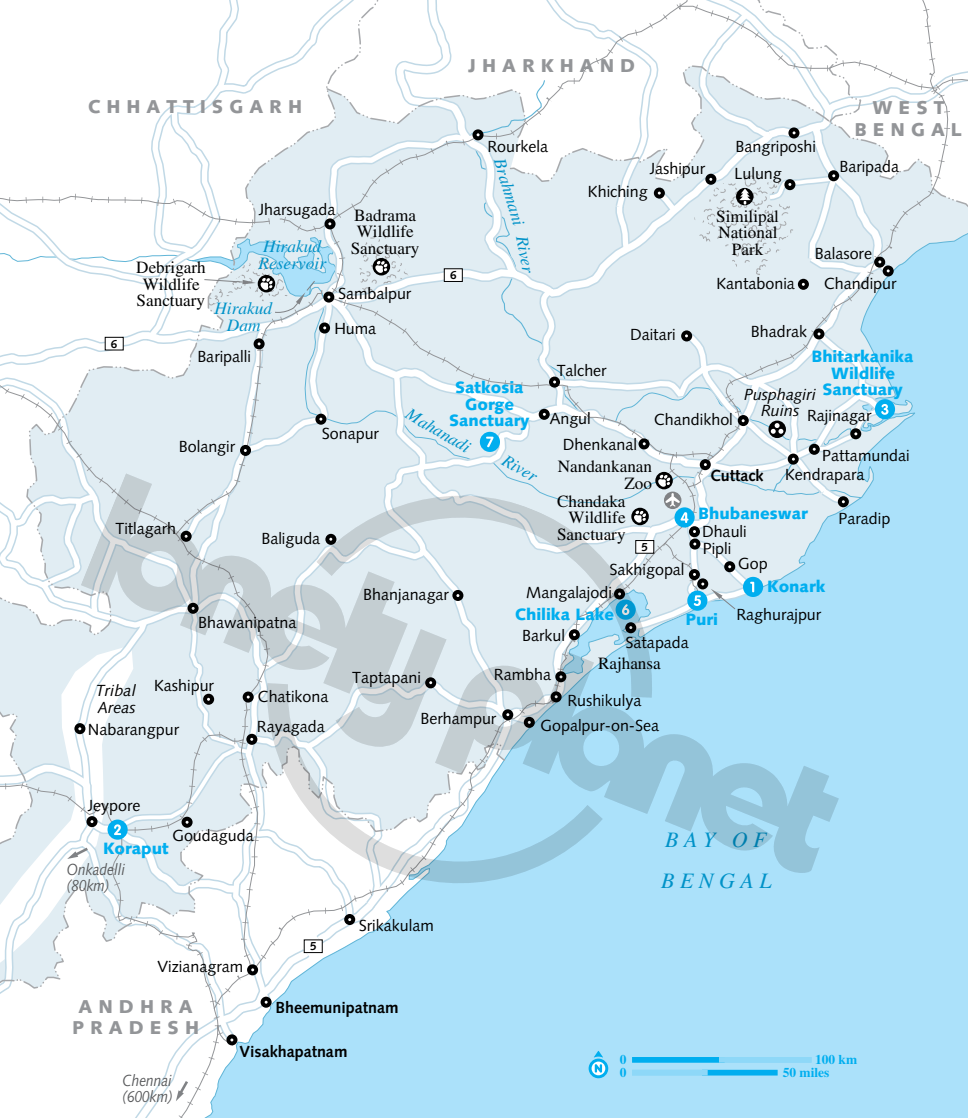 JHARKHAND
CHHATTISGARH
WEST
BENGAL
Rourkela
Bangriposhi
Jashipur
Lulung
Baripada
Khiching
Brahmani River
Similipal
National
Park
Jharsugada
Badrama
Wildlife
Sanctuary
Hirakud
Reservoir
Debrigarh
Wildlife
Sanctuary
Balasore
Chandipur
Kantabonia
6
Sambalpur
Hirakud
Dam
Huma
6
Baripalli
Daitari
Bhadrak
Bhitarkanika
Wildlife
Sanctuary
3
Talcher
Satkosia
Gorge
Sanctuary
7
Pusphagiri
Ruins
Rajinagar
Angul
Chandikhol
Mahanadi
River
Sonapur
Bolangir
Dhenkanal
Pattamundai
Kendrapara
Nandankanan
Zoo
Cuttack
Chandaka
Wildlife
Sanctuary
4 Bhubaneswar
Paradip
Titlagarh
Baliguda
Dhauli
Pipli
5
Gop
Sakhigopal
1 Konark
Bhanjanagar
Mangalajodi
Chilika Lake 6
5
Puri
Raghurajpur
Bhawanipatna
Barkul
Satapada
Rajhansa
Rambha
Taptapani
Rushikulya
Tribal
Areas
Kashipur
Chatikona
Nabarangpur
Rayagada
Berhampur
Gopalpur-on-Sea
lonely planet
Jeypore
2
Koraput
Goudaguda
Onkadelli
(80km)
BAY OF
BENGAL
Srikakulam
5
Vizianagram
Bheemunipatnam
ANDHRA
PRADESH
Visakhapatnam
Chennai
(600km)
N
0 100 km
0 50 miles